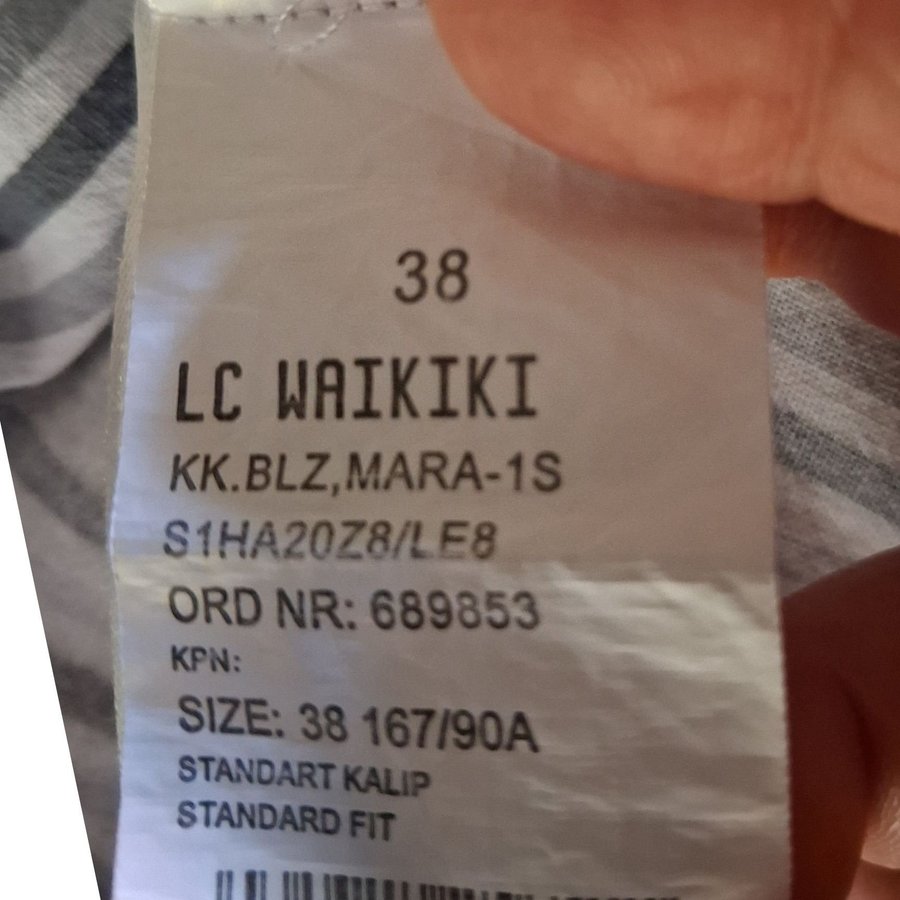 38
LC WAIKIKI
KK.BLZ,MARA-1S
S1HA20Z8/LE8
ORD NR: 689853
KPN:
SIZE: 38 167/90A
STANDART KALIP
STANDARD FIT